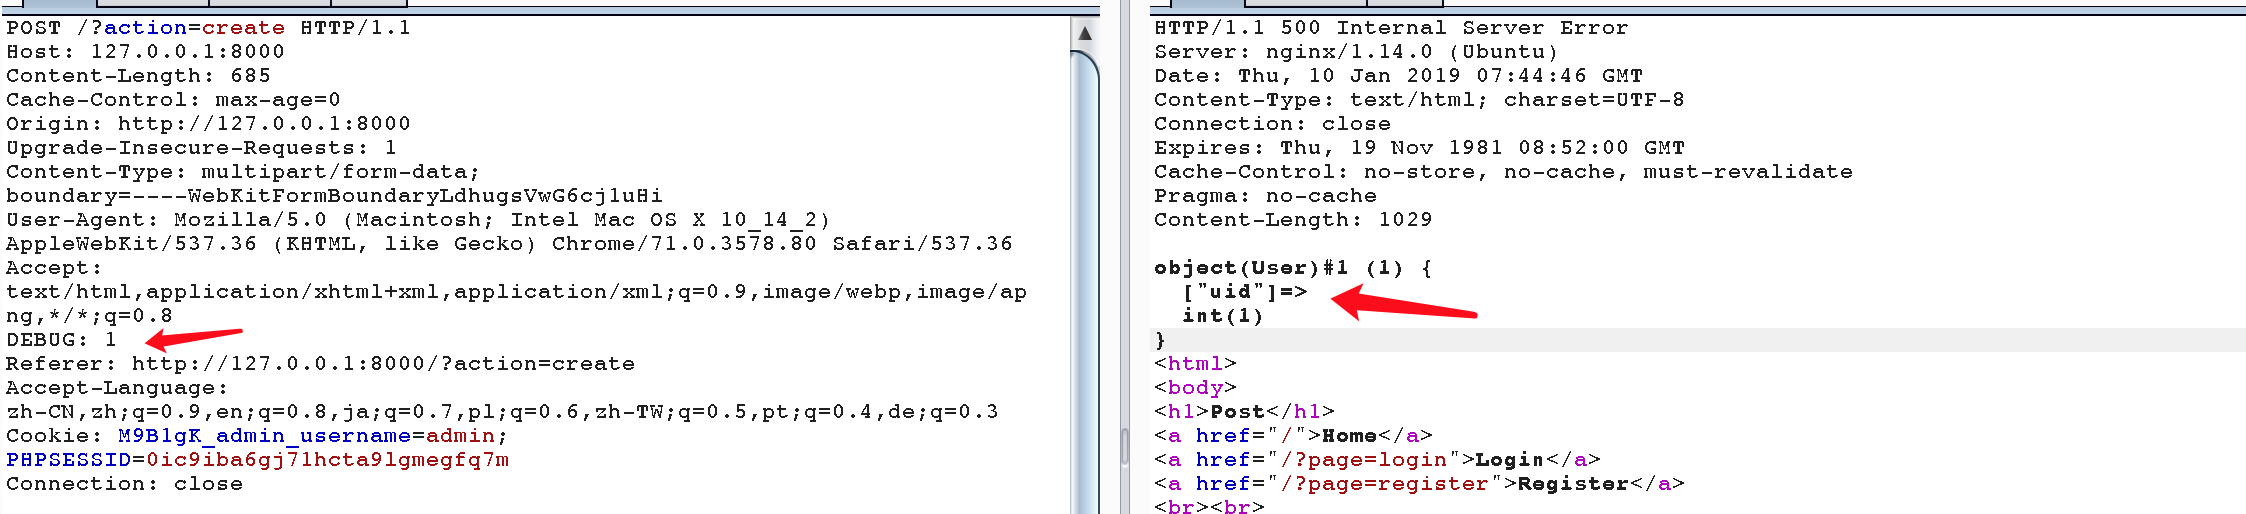 POST /?action=create HTTP/1.1
Host: 127.0.0.1:8000
Content-Length: 685
Cache-Control: max-age=0
Origin: http://127.0.0.1:8000
Upgrade-Insecure-Requests: 1
Content-Type: multipart/form-data;
boundary=----WebKitFormBoundaryLdhugsVwG6cj1uHi
User-Agent: Mozilla/5.0 (Macintosh; Intel Mac OS X 10_14_2)
AppleWebKit/537.36 (KHTML, like Gecko) Chrome/71.0.3578.80 Safari/537.36
Accept:
text/html,application/xhtml+xml,application/xml;q=0.9,image/webp,image/ap
ng,*/*;q=0.8
DEBUG: 1
Referer: http://127.0.0.1:8000/?action=create
Accept-Language:
zh-CN,zh;q=0.9,en;q=0.8,ja;q=0.7,pl;q=0.6,zh-TW;q=0.5,pt;q=0.4,de;q=0.3
Cookie: M9B1gK_admin_username=admin;
PHPSESSID=0ic9iba6gj7lhcta9lgmegfq7m
Connection: close
HTTP/1.1 500 Internal Server Error
Server: nginx/1.14.0 (Ubuntu)
Date: Thu, 10 Jan 2019 07:44:46 GMT
Content-Type: text/html; charset=UTF-8
Connection: close
Expires: Thu, 19 Nov 1981 08:52:00 GMT
Cache-Control: no-store, no-cache, must-revalidate
Pragma: no-cache
Content-Length: 1029
object(User)#1 (1) {
["uid"]=>
int(1)
}
<html>
<body>
<h1>Post</h1>
<a href="/">Home</a>
<a href="/?page=login">Login</a>
<a href="/?page=register">Register</a>
<br><br>